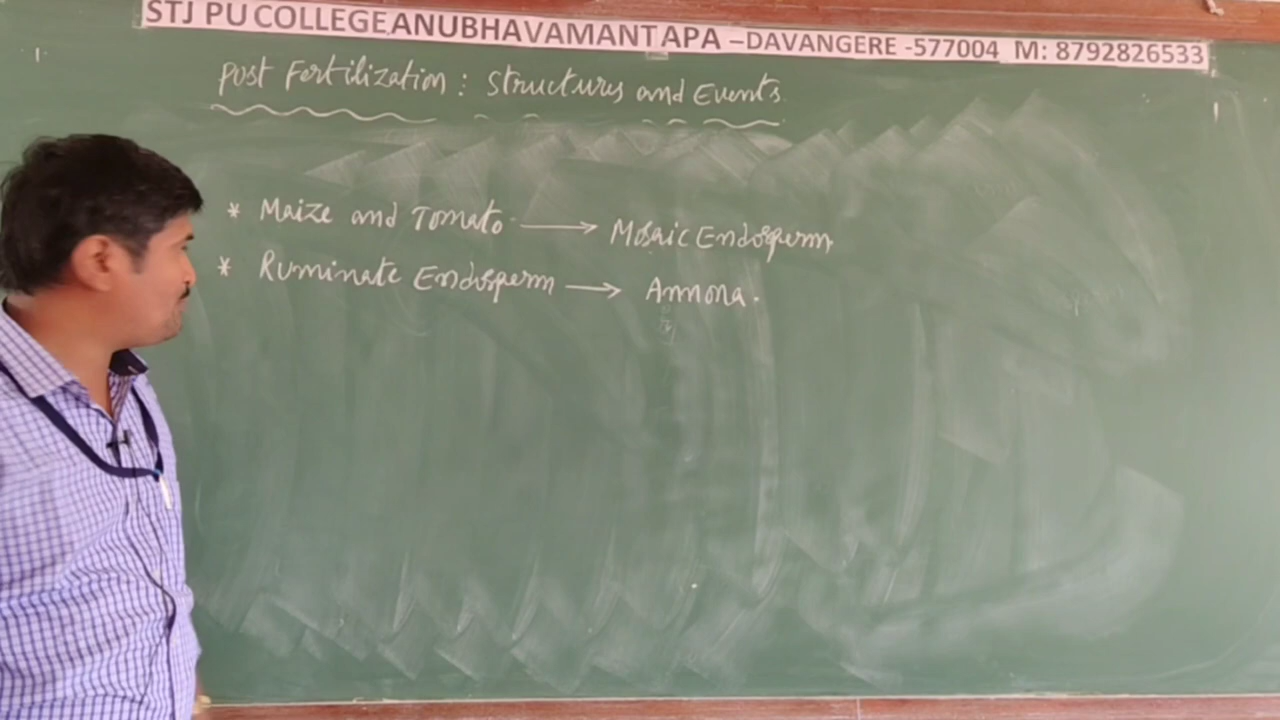 STJ PU COLLEGE ANUBHAVAMANTAPA –DAVANGERE -577004 M: 8792826533
Post Fertilization : Structures and Events
* Maize and Tomato → Mosaic Endosperm
* Ruminate Endosperm → Annona.